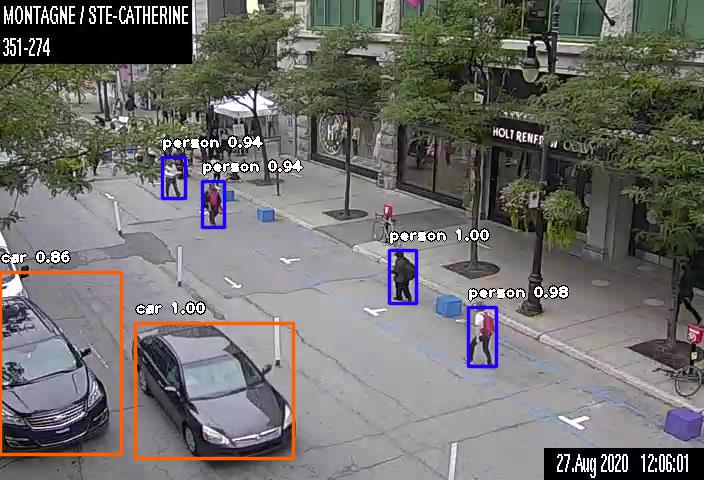 MONTAGNE / STE-CATHERINE
351-274
person 0.94
person 0.94
person 1.00
person 0.98
car 0.86
car 1.00
HOLT RENFREW
27.Aug 2020 12:06:01